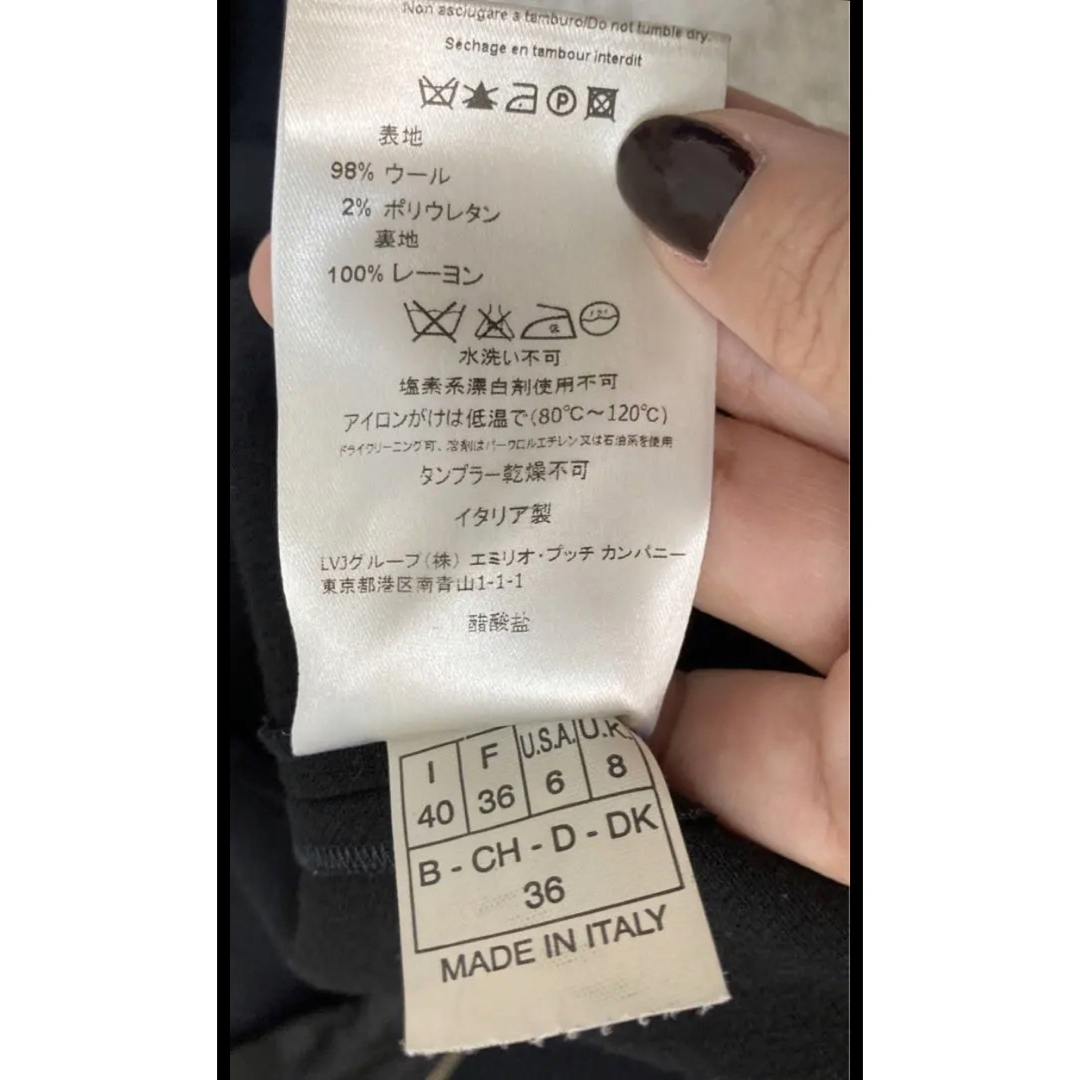 Non asciugare a tamburo/Do not tumble dry.
Séchage en tambour interdit
P
表地
98% ウール
2% ポリウレタン
裏地
100% レーヨン
低
水洗い不可
塩素系漂白剤使用不可
アイロンがけは低温で(80℃～120℃)
ドライクリーニング可、溶剤はパークロルエチレン又は石油系を使用
タンブラー乾燥不可
イタリア製
LVJグループ(株) エミリオ・プッチ カンパニー
東京都港区南青山1-1-1
醋酸盐
I F U.S.A. U.K.
40 36 6 8
B - CH - D - DK
36
MADE IN ITALY